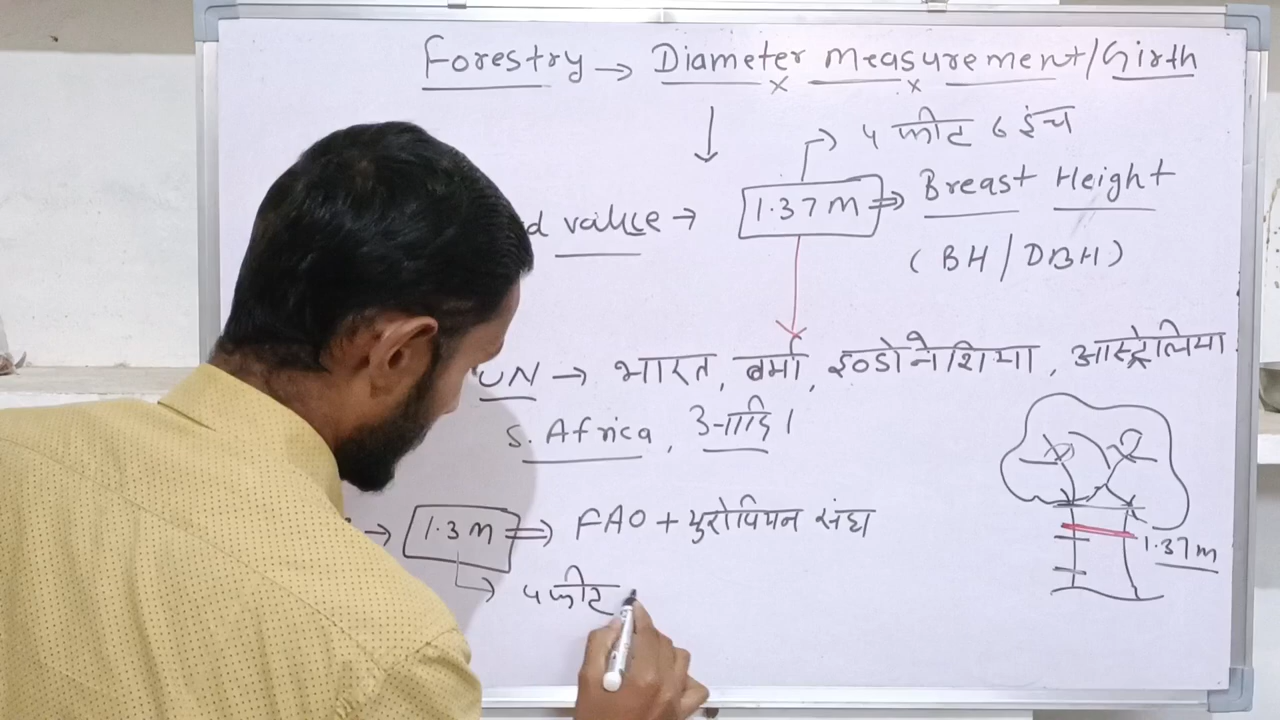 Forestry → Diameter Measurement/Girth
4 फीट 6 इंच
d value → 1.37 M ⇒ Breast Height
(BH/DBH)
UN → भारत, बर्मा, इण्डोनेशिया, आस्ट्रेलिया
S. Africa, आदि।
→ 1.3 M ⇒ FAO + युरोपियन संघ
1.37 m
4 फीट